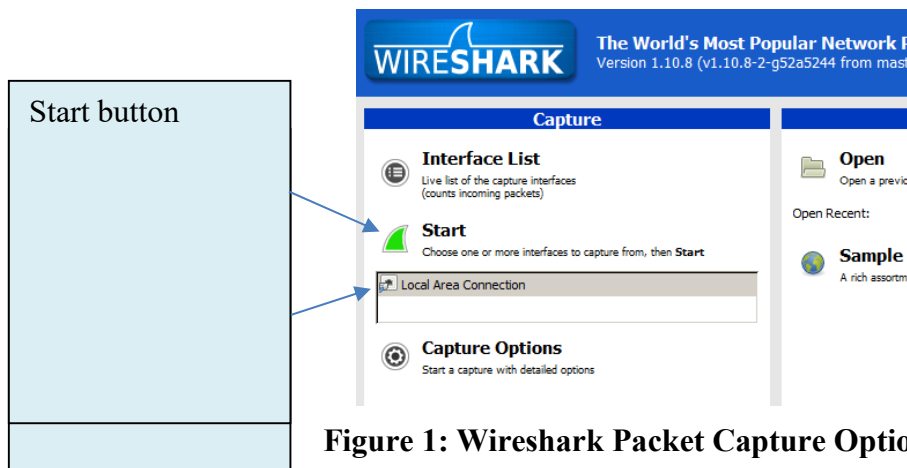 Start button
WIRESHARK
The World's Most Popular Network
Version 1.10.8 (v1.10.8-2-g52a5244 from mast
Capture
Interface List
Live list of the capture interfaces
(counts incoming packets)
Start
Choose one or more interfaces to capture from, then Start
Local Area Connection
Capture Options
Start a capture with detailed options
Open
Open a previo
Open Recent:
Sample
A rich assortm
Figure 1: Wireshark Packet Capture Optio